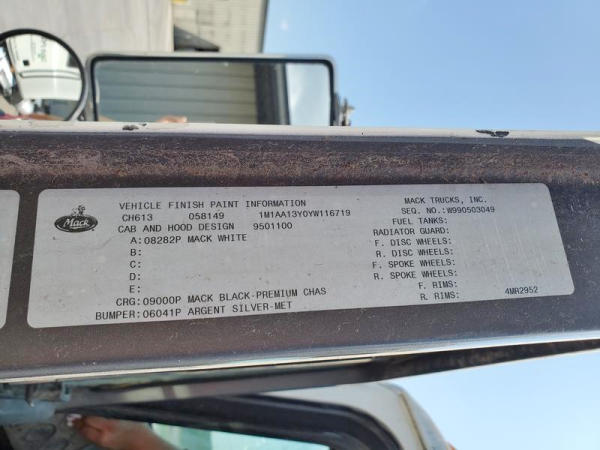 Mack
VEHICLE FINISH PAINT INFORMATION MACK TRUCKS, INC.
CH613 058149 1M1AA13Y0YW116719 SEQ. NO.:W990503049
CAB AND HOOD DESIGN 9501100 FUEL TANKS:
A: 08282P MACK WHITE RADIATOR GUARD:
B: F. DISC WHEELS:
C: R. DISC WHEELS:
D: F. SPOKE WHEELS:
E: R. SPOKE WHEELS:
CRG: 09000P MACK BLACK-PREMIUM CHAS F. RIMS:
BUMPER: 06041P ARGENT SILVER-MET R. RIMS: 4MR2952